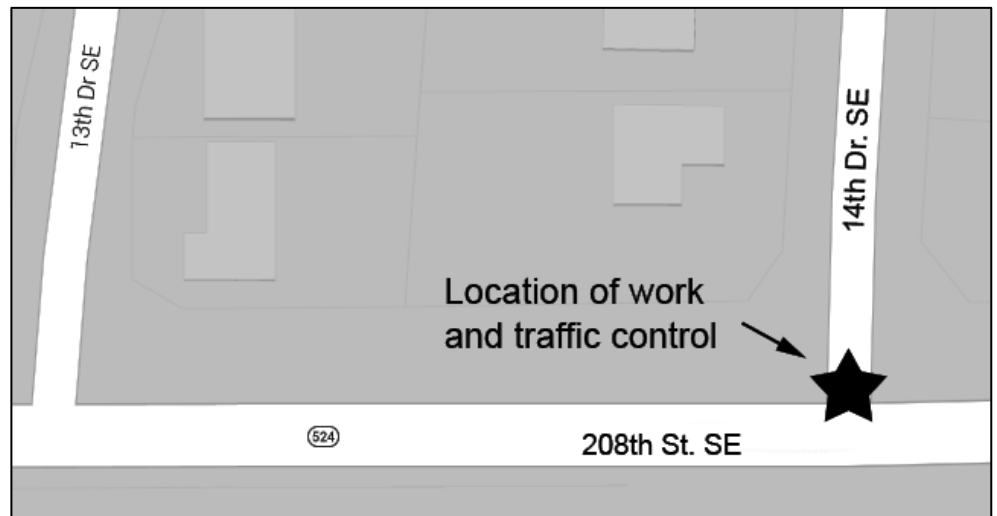 13th Dr SE
14th Dr. SE
Location of work
and traffic control
524
208th St. SE